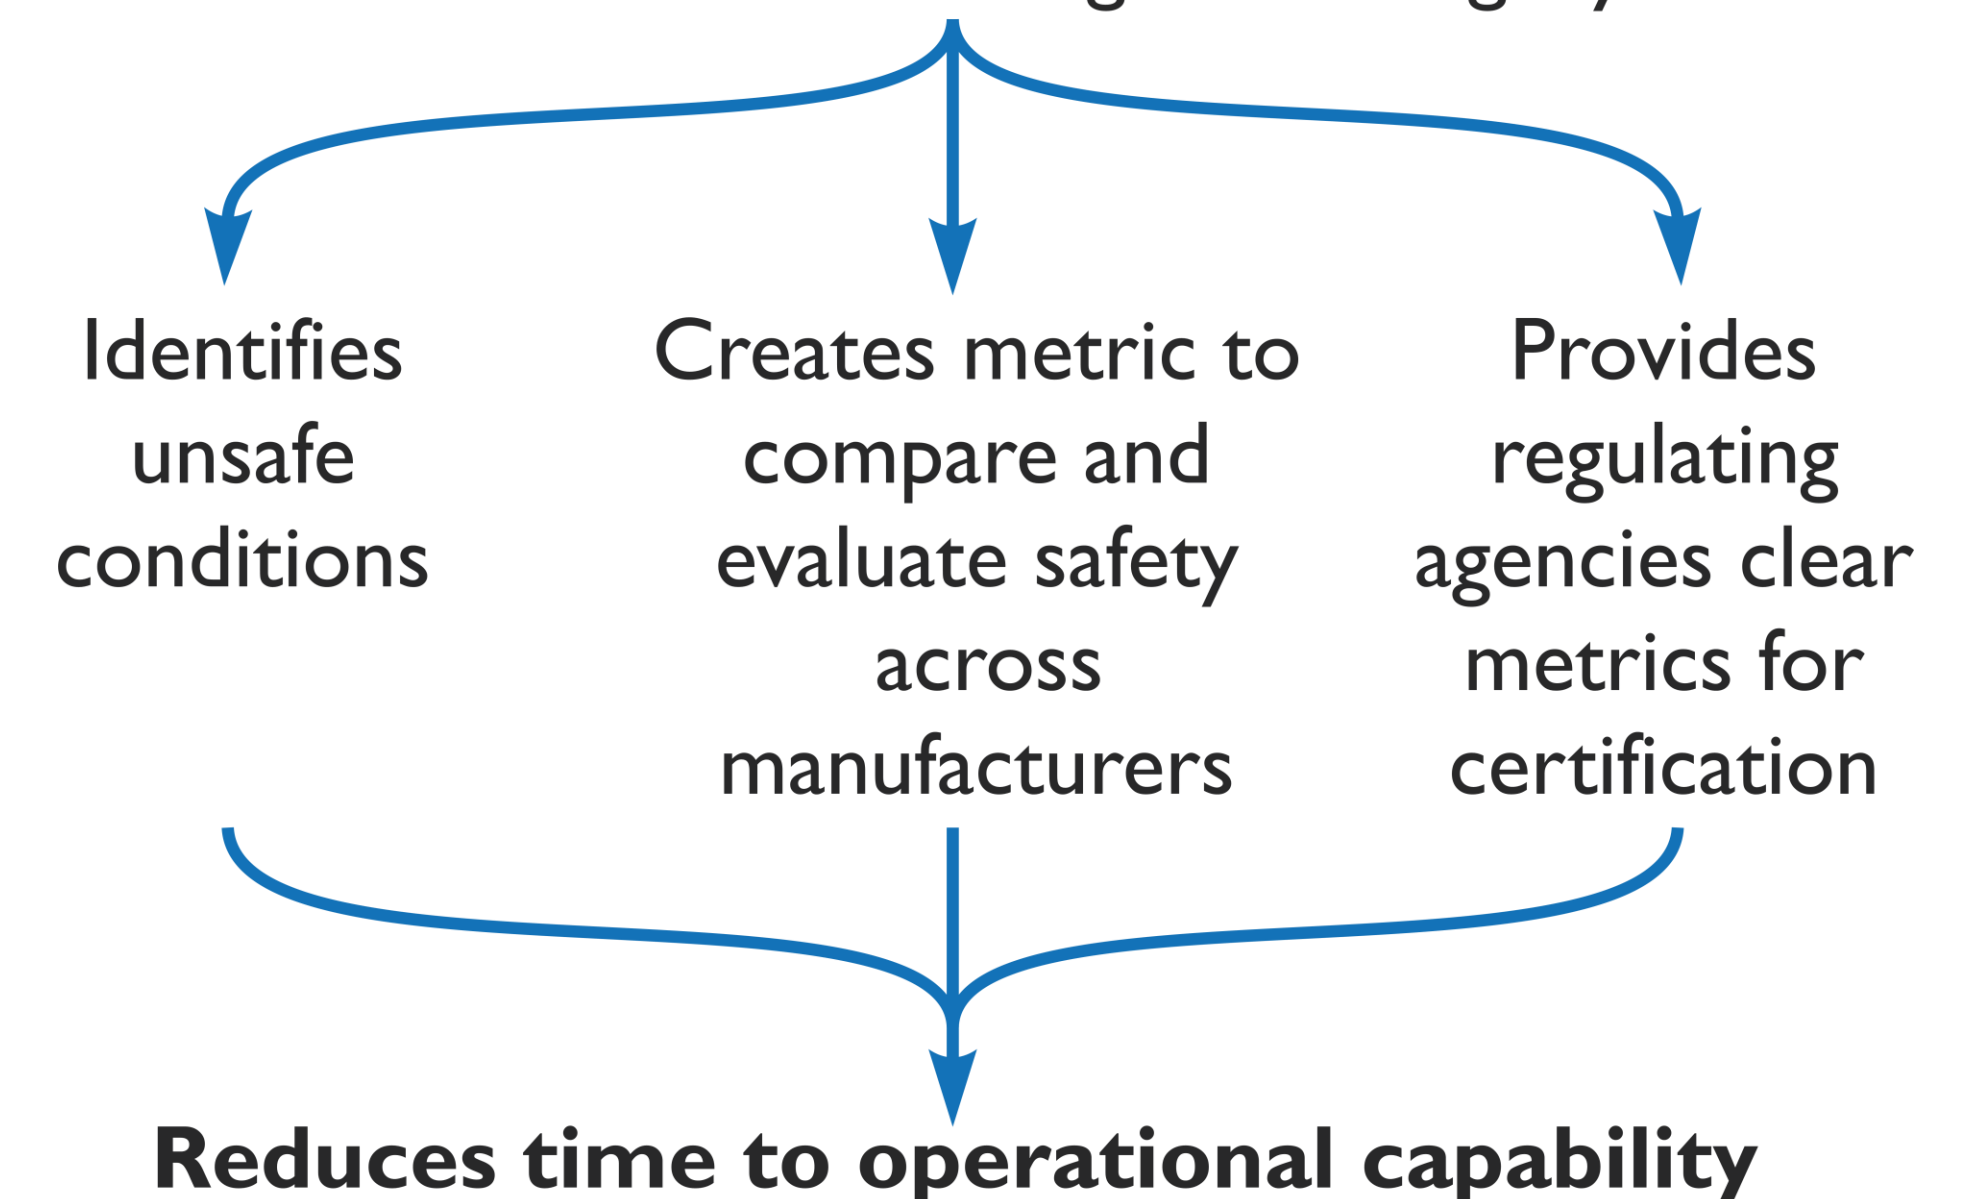 Identifies
unsafe
conditions
Creates metric to
compare and
evaluate safety
across
manufacturers
Provides
regulating
agencies clear
metrics for
certification
Reduces time to operational capability